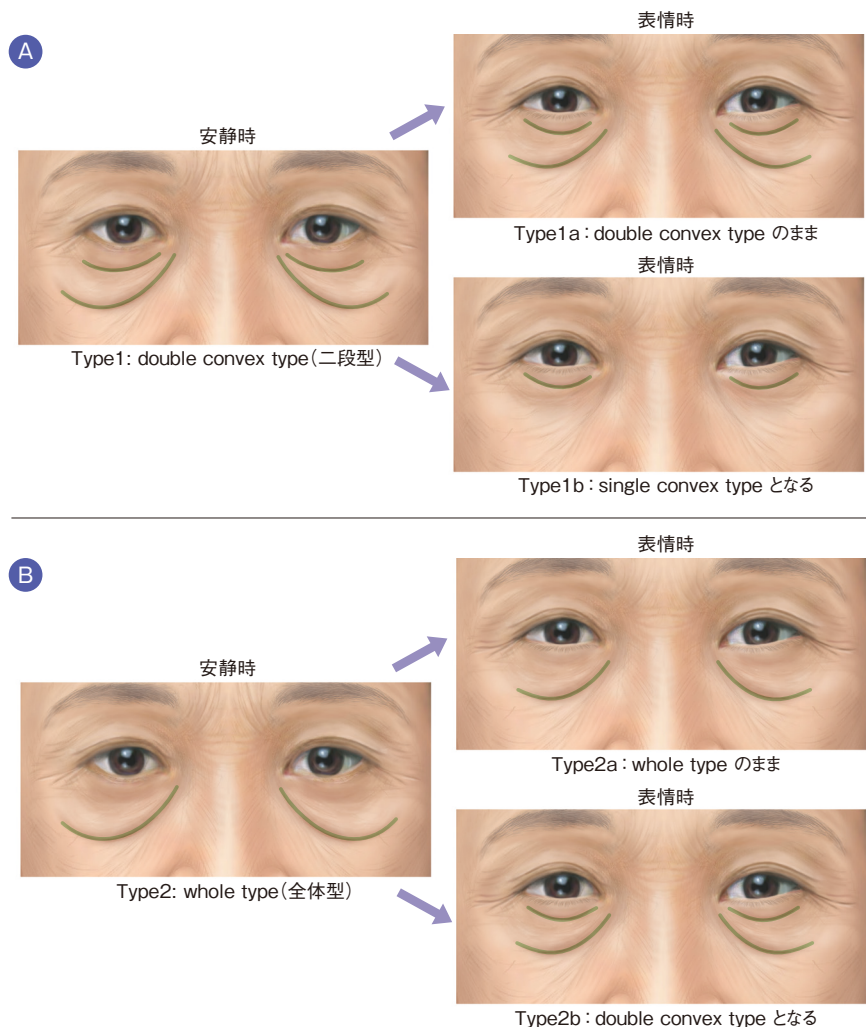 A
表情時
安静時
Type1a：double convex type のまま
表情時
Type1: double convex type（二段型）
Type1b：single convex type となる
B
表情時
安静時
Type2a：whole type のまま
表情時
Type2: whole type（全体型）
Type2b：double convex type となる